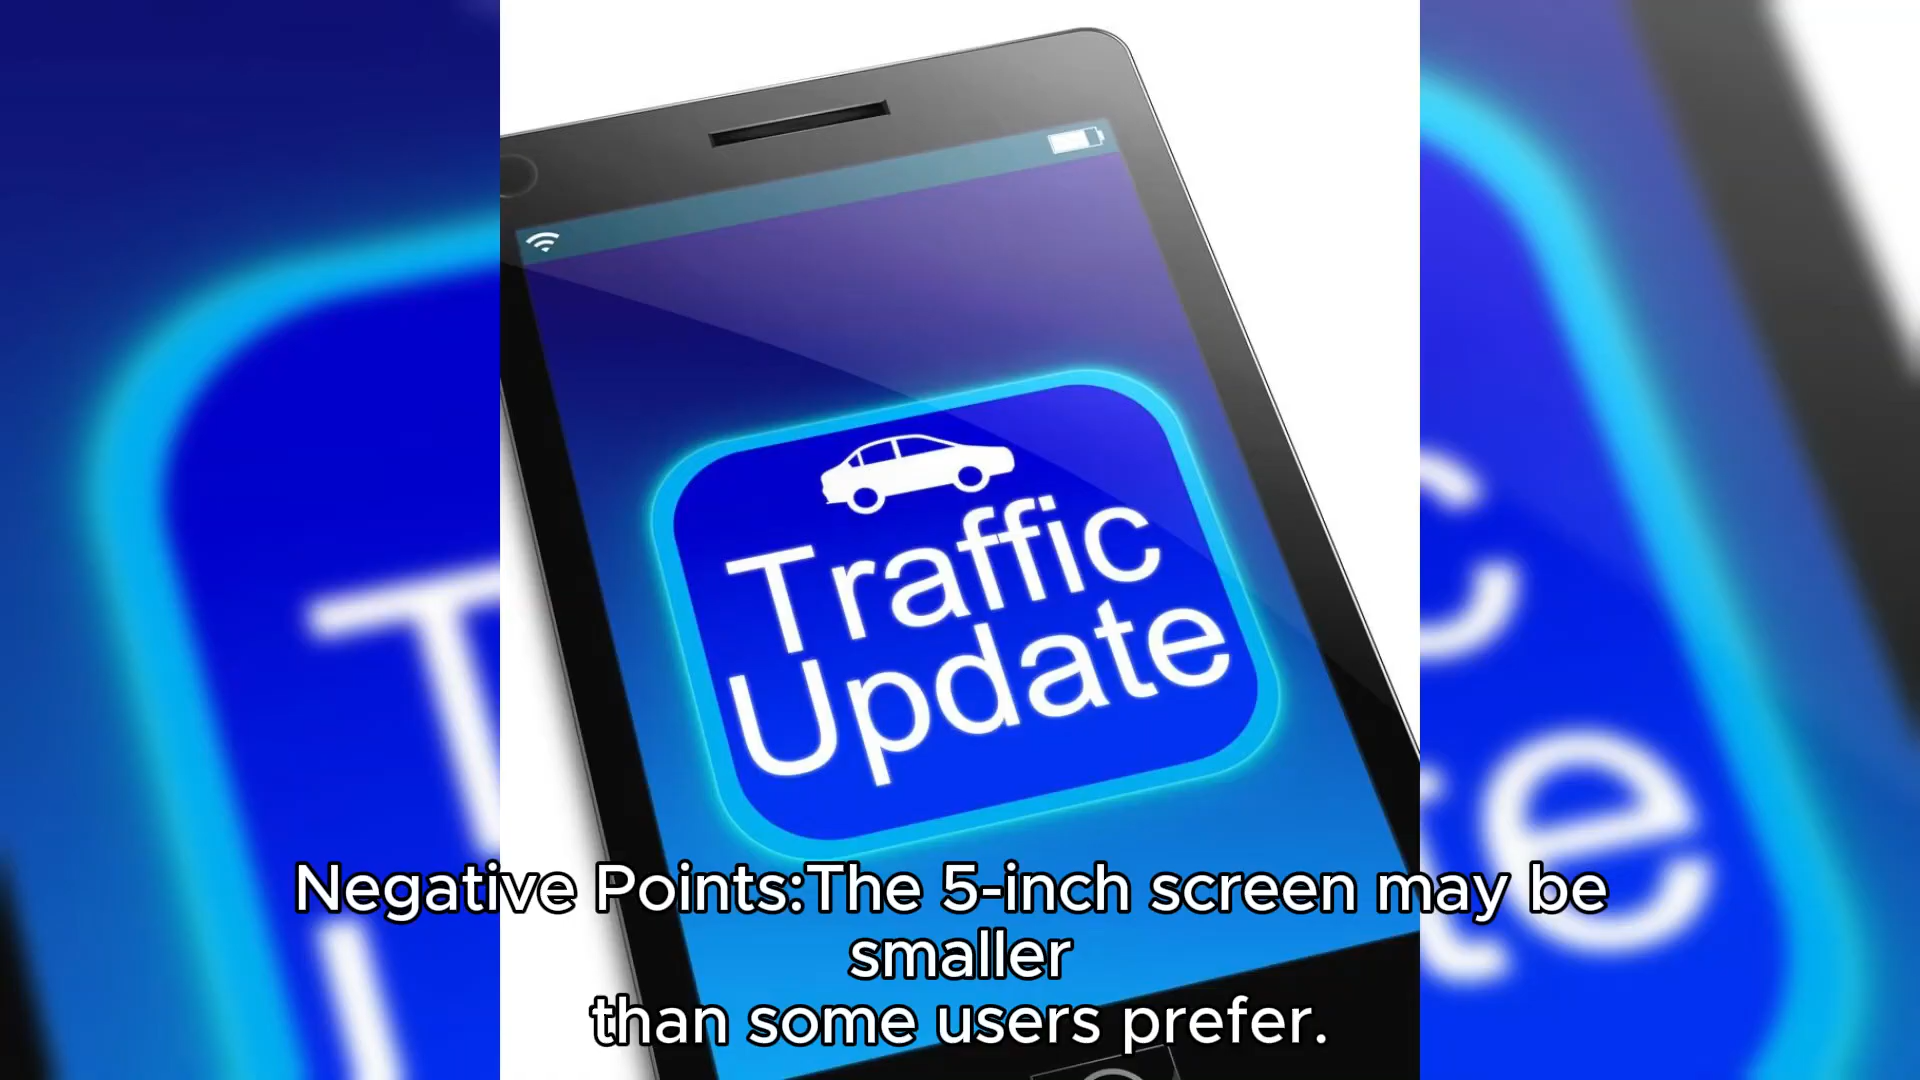 Traffic
Update
Negative Points:The 5-inch screen may be
smaller
than some users prefer.